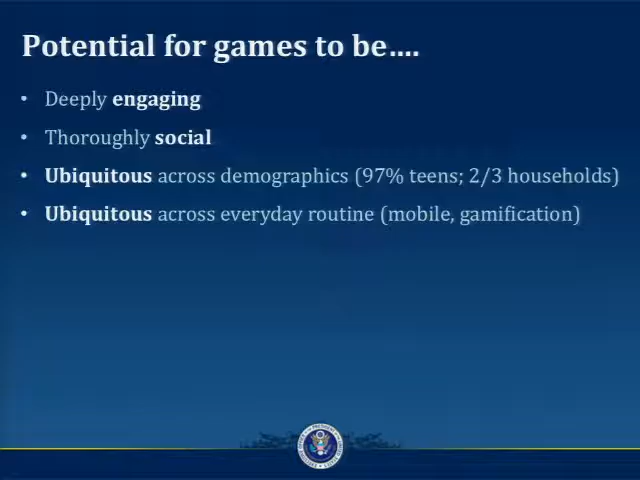 Potential for games to be....
• Deeply engaging
• Thoroughly social
• Ubiquitous across demographics (97% teens; 2/3 households)
• Ubiquitous across everyday routine (mobile, gamification)